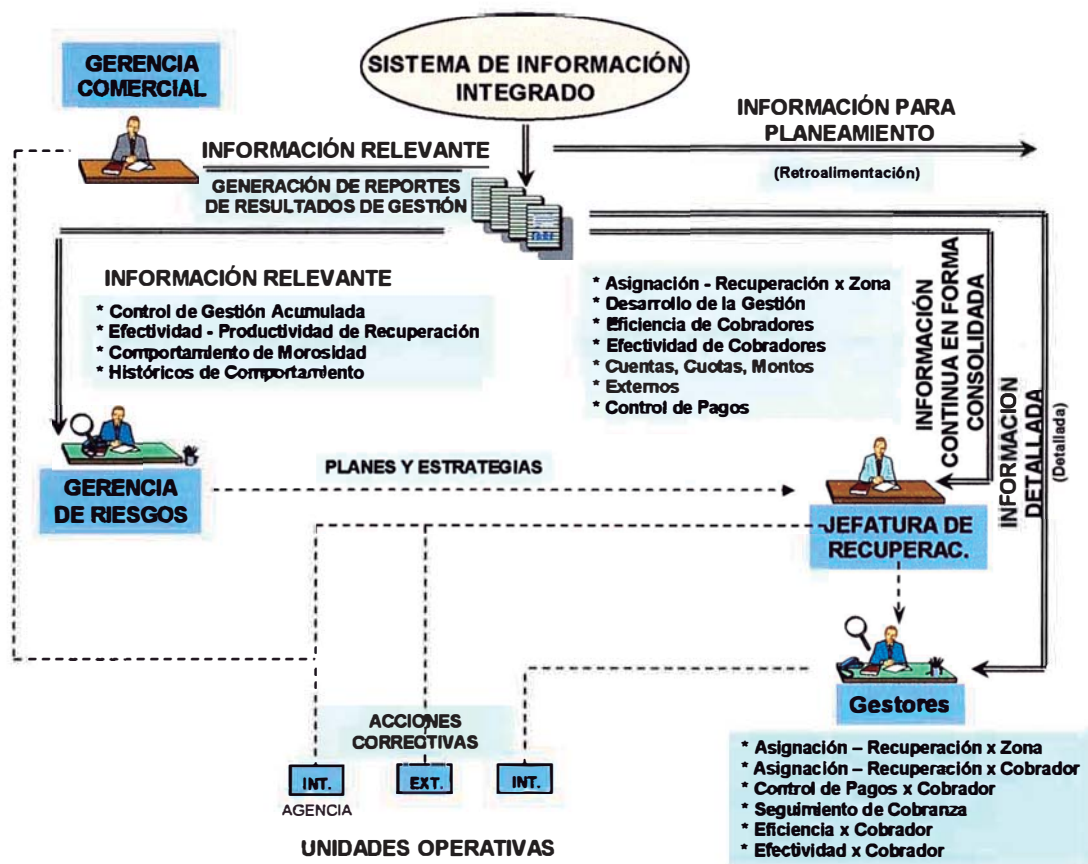 GERENCIA
COMERCIAL
SISTEMA DE INFORMACIÓN
INTEGRADO
INFORMACIÓN PARA
PLANEAMIENTO
(Retroalimentación)
INFORMACIÓN RELEVANTE
GENERACIÓN DE REPORTES
DE RESULTADOS DE GESTIÓN
INFORMACIÓN RELEVANTE
* Control de Gestión Acumulada
* Efectividad - Productividad de Recuperación
* Comportamiento de Morosidad
* Históricos de Comportamiento
* Asignación - Recuperación x Zona
* Desarrollo de la Gestión
* Eficiencia de Cobradores
* Efectividad de Cobradores
* Cuentas, Cuotas, Montos
* Externos
* Control de Pagos
INFORMACIÓN
CONTINUA EN FORMA
CONSOLIDADA
INFORMACION
DETALLADA
(Detallada)
GERENCIA
DE RIESGOS
PLANES Y ESTRATEGIAS
JEFATURA DE
RECUPERAC.
Gestores
* Asignación – Recuperación x Zona
* Asignación – Recuperación x Cobrador
* Control de Pagos x Cobrador
* Seguimiento de Cobranza
* Eficiencia x Cobrador
* Efectividad x Cobrador
ACCIONES
CORRECTIVAS
INT.
EXT.
INT.
AGENCIA
UNIDADES OPERATIVAS